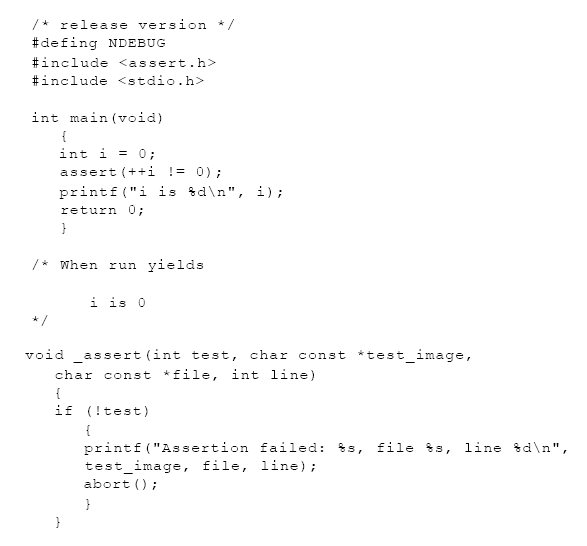 /* release version */
#defing NDEBUG
#include <assert.h>
#include <stdio.h>

int main(void)
   {
   int i = 0;
   assert(++i != 0);
   printf("i is %d\n", i);
   return 0;
   }

/* When run yields

      i is 0
*/

void _assert(int test, char const *test_image,
   char const *file, int line)
   {
   if (!test)
      {
      printf("Assertion failed: %s, file %s, line %d\n",
      test_image, file, line);
      abort();
      }
   }